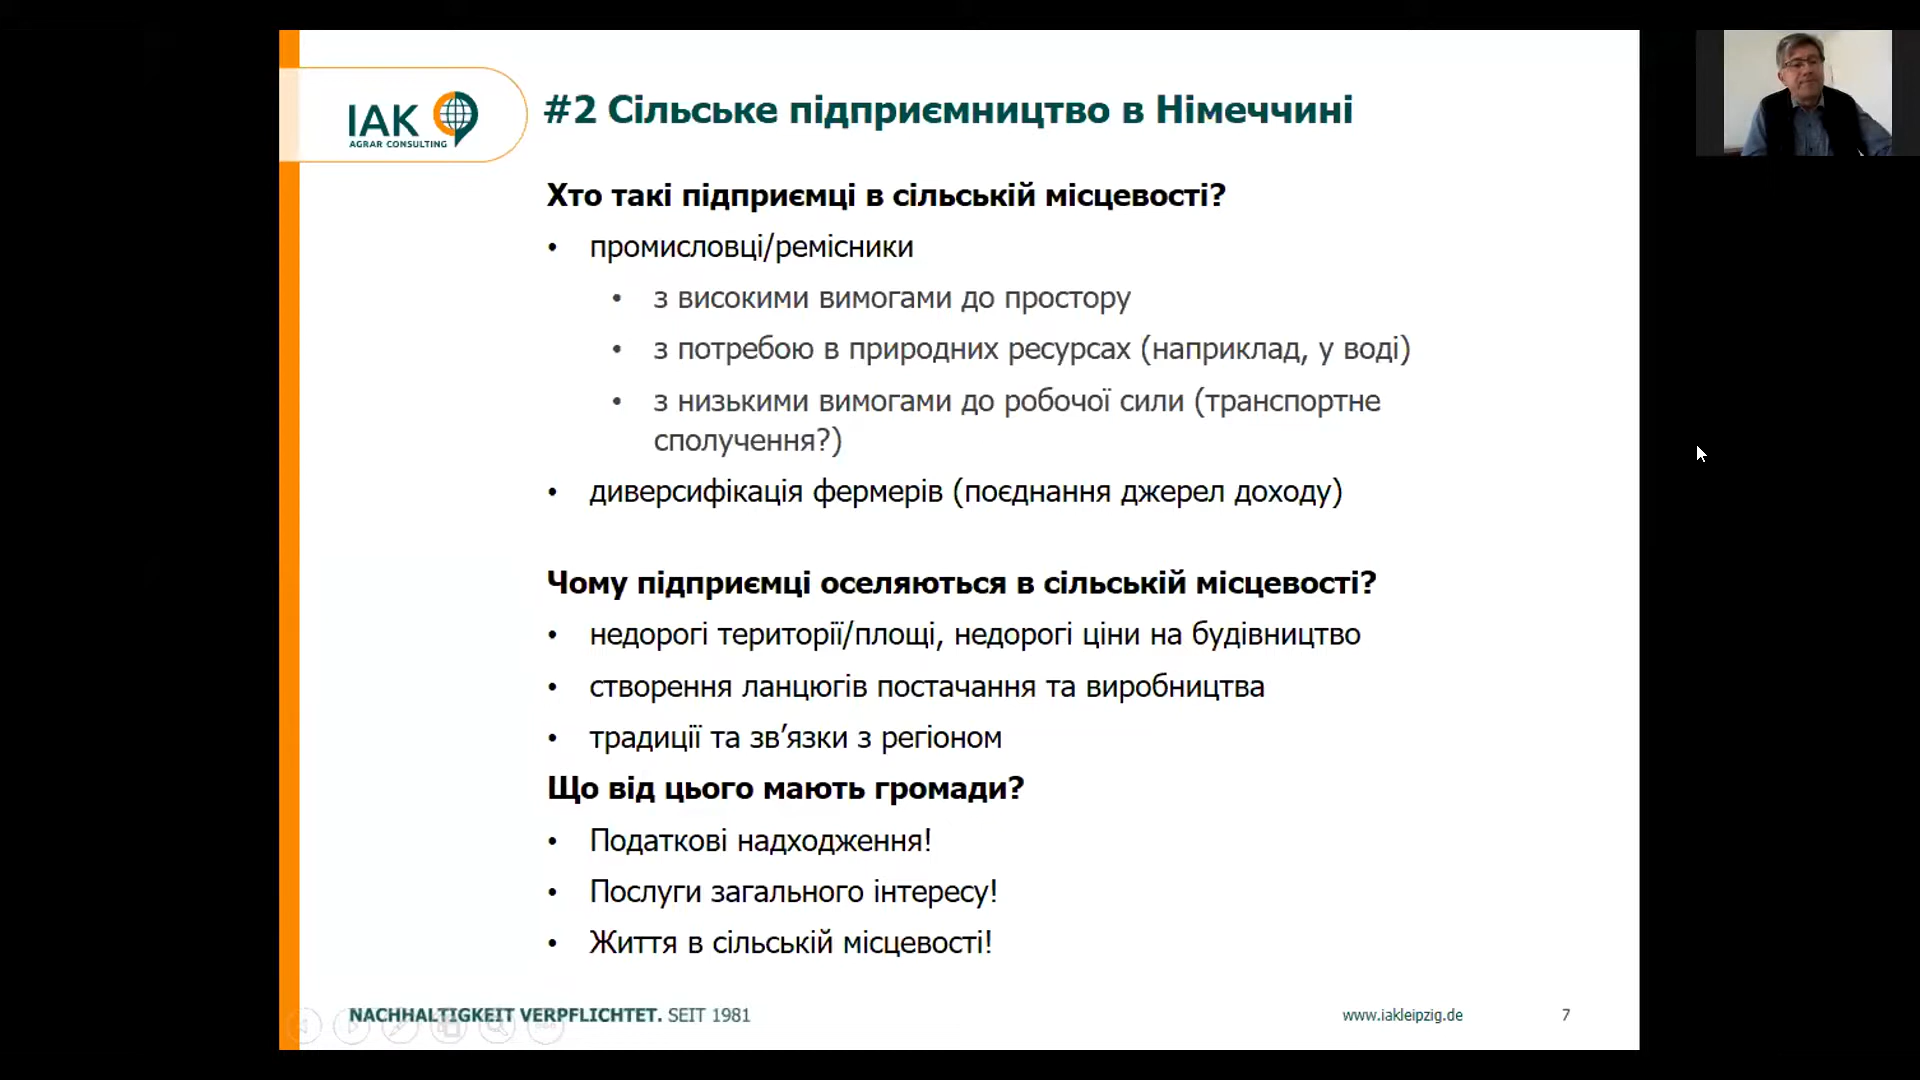 IAK
AGRAR CONSULTING
#2 Сільське підприємництво в Німеччині
Хто такі підприємці в сільській місцевості?
• промисловці/ремісники
• з високими вимогами до простору
• з потребою в природних ресурсах (наприклад, у воді)
• з низькими вимогами до робочої сили (транспортне
сполучення?)
• диверсифікація фермерів (поєднання джерел доходу)
Чому підприємці оселяються в сільській місцевості?
• недорогі території/площі, недорогі ціни на будівництво
• створення ланцюгів постачання та виробництва
• традиції та зв’язки з регіоном
Що від цього мають громади?
• Податкові надходження!
• Послуги загального інтересу!
• Життя в сільській місцевості!
NACHHALTIGKEIT VERPFLICHTET. SEIT 1981
www.iakleipzig.de
7